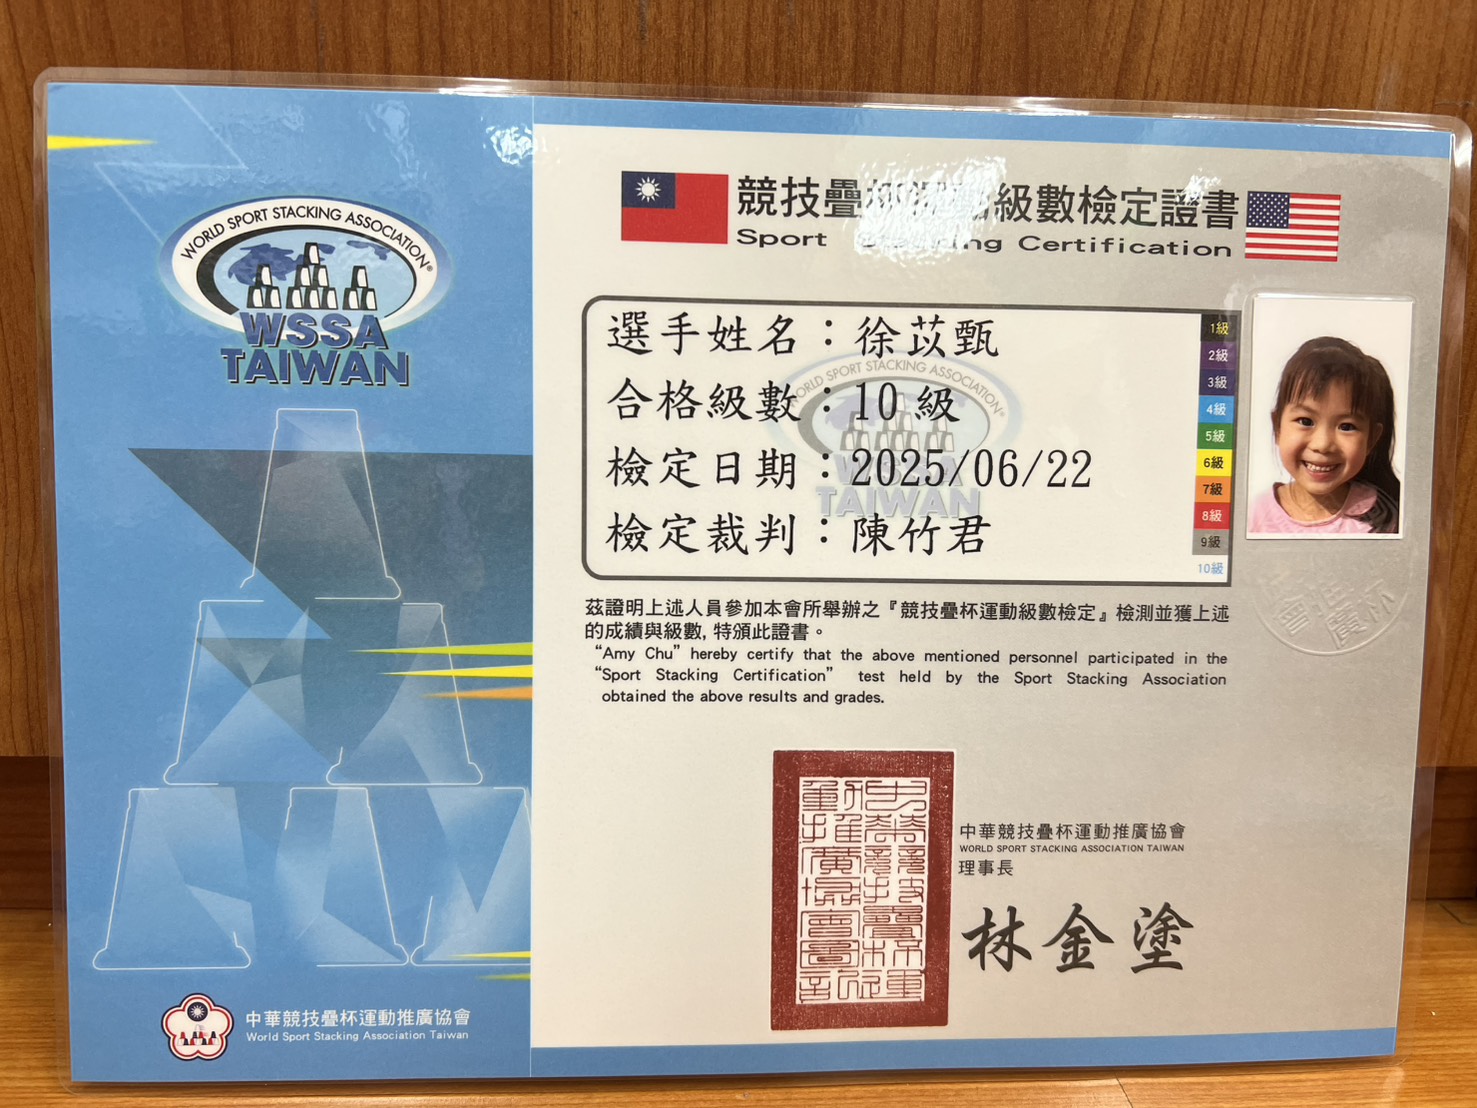 WORLD SPORT STACKING ASSOCIATION®
WSSA
TAIWAN
競技疊杯運動級數檢定證書
Sport Stacking Certification
選手姓名：徐苡甄
合格級數：10 級
檢定日期：2025/06/22
檢定裁判：陳竹君
WORLD SPORT STACKING ASSOCIATION®
WSSA
TAIWAN
1級
2級
3級
4級
5級
6級
7級
8級
9級
10級
茲證明上述人員參加本會所舉辦之『競技疊杯運動級數檢定』檢測並獲上述
的成績與級數, 特頒此證書。
“Amy Chu” hereby certify that the above mentioned personnel participated in the
“Sport Stacking Certification” test held by the Sport Stacking Association
obtained the above results and grades.
中華競技疊杯運動推廣協會
WORLD SPORT STACKING ASSOCIATION TAIWAN
理事長
林金塗
中華競技疊杯運動推廣協會
World Sport Stacking Association Taiwan